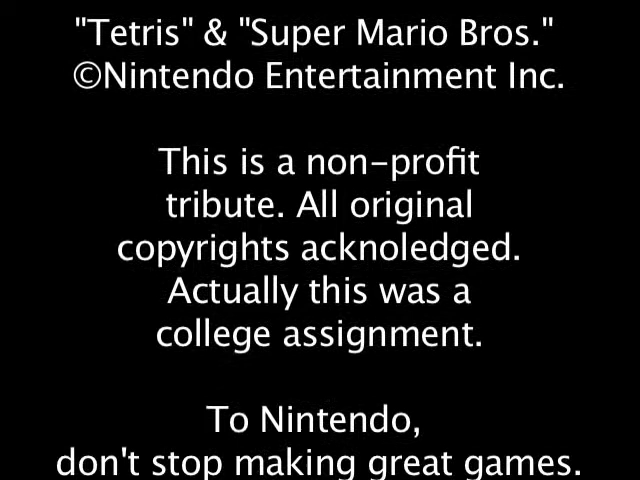 "Tetris" & "Super Mario Bros."
©Nintendo Entertainment Inc.
This is a non-profit
tribute. All original
copyrights acknoledged.
Actually this was a
college assignment.
To Nintendo,
don't stop making great games.